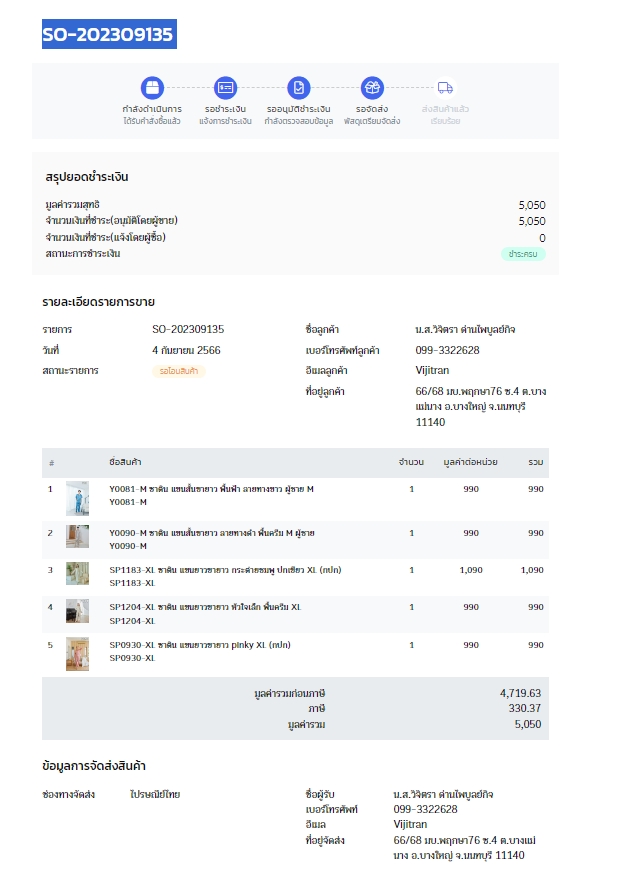 SO-202309135
กำลังดำเนินการ
ได้รับคำสั่งซื้อแล้ว
รอชำระเงิน
แจ้งการชำระเงิน
รออนุมัติชำระเงิน
กำลังตรวจสอบข้อมูล
รอจัดส่ง
พัสดุเตรียมจัดส่ง
ส่งสินค้าแล้ว
เรียบร้อย
สรุปยอดชำระเงิน
มูลค่ารวมสุทธิ 5,050
จำนวนเงินที่ชำระ(อนุมัติโดยผู้ขาย) 5,050
จำนวนเงินที่ชำระ(แจ้งโดยผู้ซื้อ) 0
สถานะการชำระเงิน ชำระครบ
รายละเอียดรายการขาย
รายการ SO-202309135
วันที่ 4 กันยายน 2566
สถานะรายการ รอโอนสินค้า
ชื่อลูกค้า น.ส.วิจิตรา ด่านไพบูลย์กิจ
เบอร์โทรศัพท์ลูกค้า 099-3322628
อีเมลลูกค้า Vijitran
ที่อยู่ลูกค้า 66/68 มบ.พฤกษา76 ซ.4 ต.บาง
แม่นาง อ.บางใหญ่ จ.นนทบุรี
11140
# ชื่อสินค้า จำนวน มูลค่าต่อหน่วย รวม
1 Y0081-M ซาติน แขนสั้นขายาว พื้นฟ้า ลายทางขาว ผู้ชาย M 1 990 990
Y0081-M
2 Y0090-M ซาติน แขนสั้นขายาว ลายทางดำ พื้นครีม M ผู้ชาย 1 990 990
Y0090-M
3 SP1183-XL ซาติน แขนยาวขายาว กระต่ายชมพู ปกเขียว XL (กปก) 1 1,090 1,090
SP1183-XL
4 SP1204-XL ซาติน แขนยาวขายาว หัวใจเล็ก พื้นครีม XL 1 990 990
SP1204-XL
5 SP0930-XL ซาติน แขนยาวขายาว pinky XL (กปก) 1 990 990
SP0930-XL
มูลค่ารวมก่อนภาษี 4,719.63
ภาษี 330.37
มูลค่ารวม 5,050
ข้อมูลการจัดส่งสินค้า
ช่องทางจัดส่ง ไปรษณีย์ไทย
ชื่อผู้รับ น.ส.วิจิตรา ด่านไพบูลย์กิจ
เบอร์โทรศัพท์ 099-3322628
อีเมล Vijitran
ที่อยู่จัดส่ง 66/68 มบ.พฤกษา76 ซ.4 ต.บางแม่
นาง อ.บางใหญ่ จ.นนทบุรี 11140